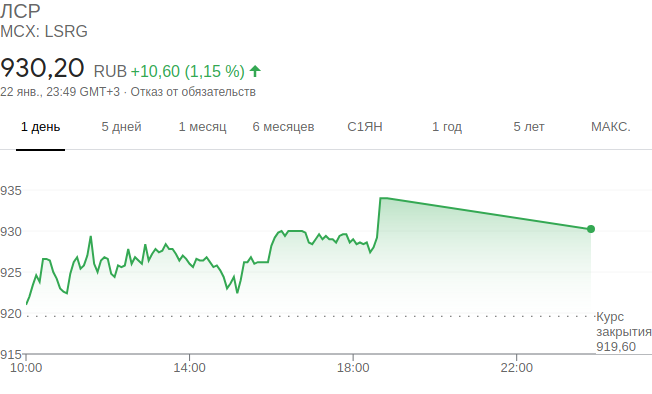 ЛСР
MCX: LSRG
930,20 RUB +10,60 (1,15 %)
22 янв., 23:49 GMT+3 · Отказ от обязательств
1 день 5 дней 1 месяц 6 месяцев С1ЯН 1 год 5 лет МАКС.
935
930
925
920
Курс
закрытия
919,60
915
10:00 14:00 18:00 22:00